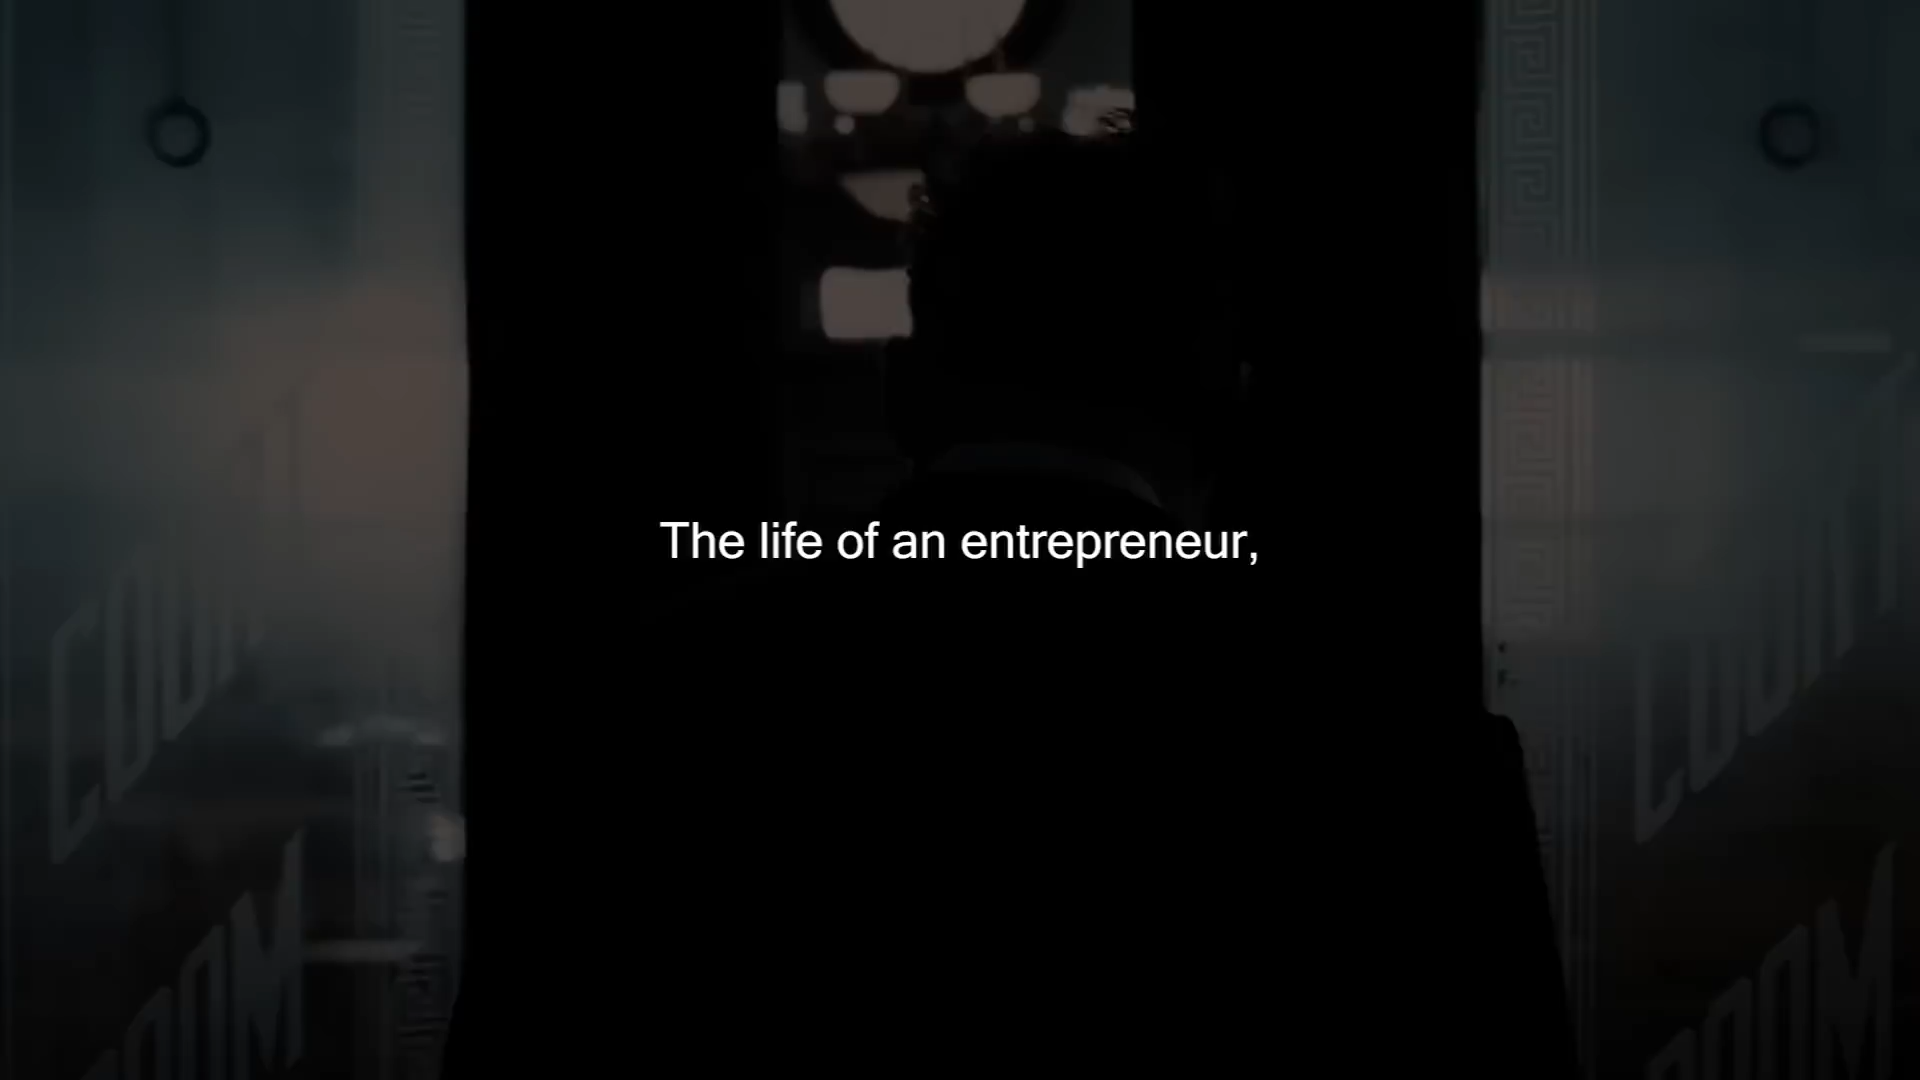 The life of an entrepreneur,